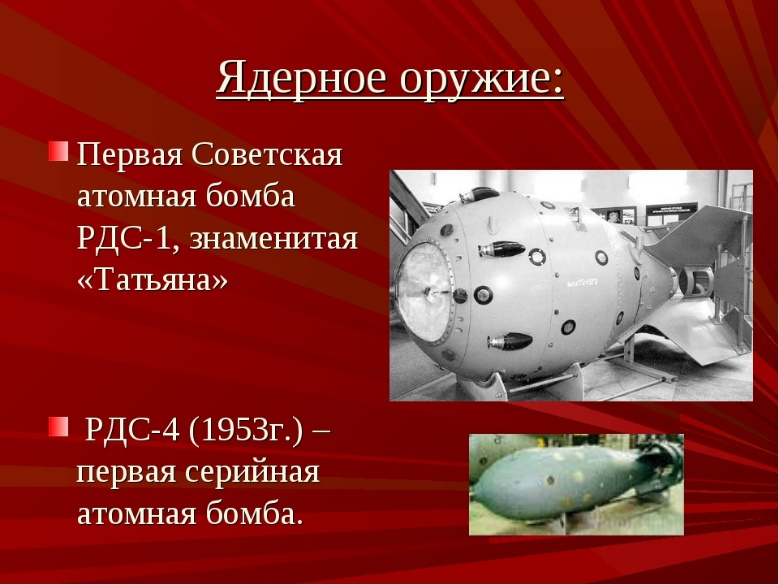 Ядерное оружие:
Первая Советская
атомная бомба
РДС-1, знаменитая
«Татьяна»
РДС-4 (1953г.) –
первая серийная
атомная бомба.